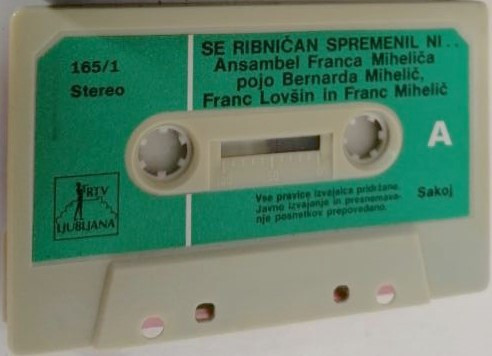 SE RIBNIČAN SPREMENIL NI..
165/1
Ansambel Franca Miheliča
Stereo
pojo Bernarda Mihelič,
Franc Lovšin in Franc Mihelič
A
RTV
LJUBLJANA
Vse pravice izvajalca pridržane.
Javno izvajanje in presnemava-
nje posnetkov prepovedano.
Sakoj